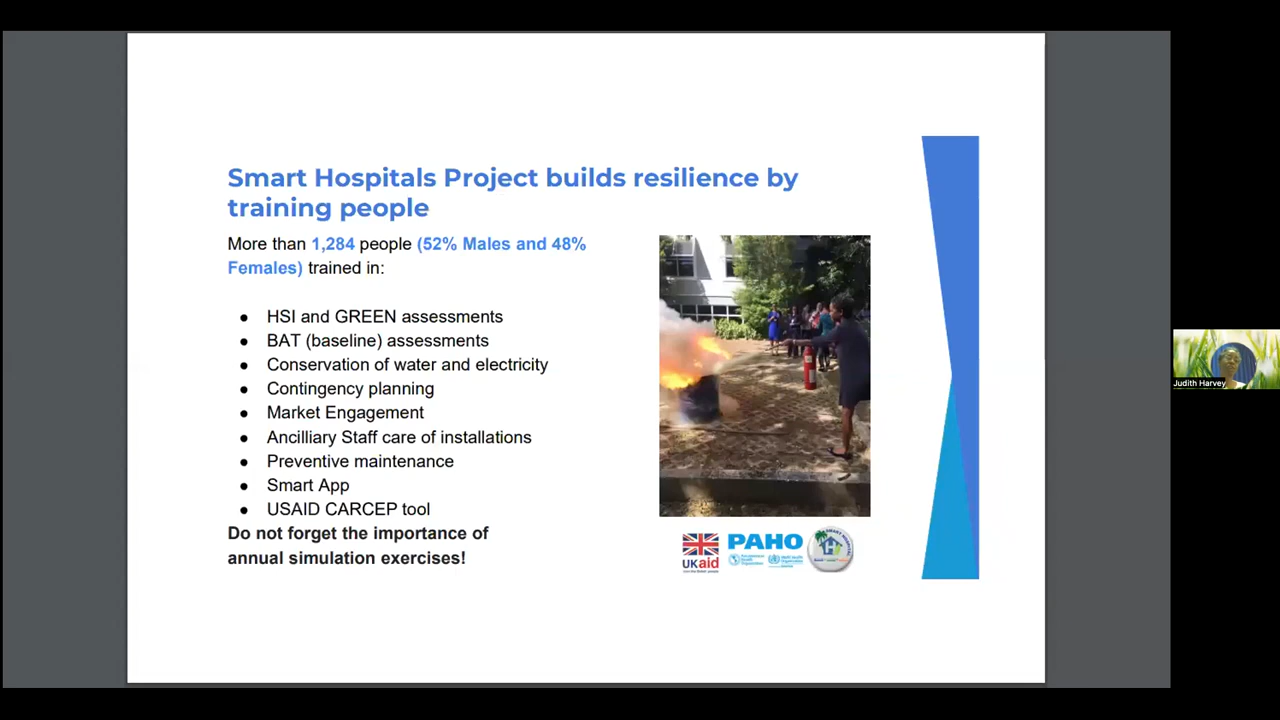 Smart Hospitals Project builds resilience by
training people
More than 1,284 people (52% Males and 48%
Females) trained in:
● HSI and GREEN assessments
● BAT (baseline) assessments
● Conservation of water and electricity
● Contingency planning
● Market Engagement
● Ancilliary Staff care of installations
● Preventive maintenance
● Smart App
● USAID CARCEP tool
Do not forget the importance of
annual simulation exercises!
UKaid
PAHO
Judith Harvey